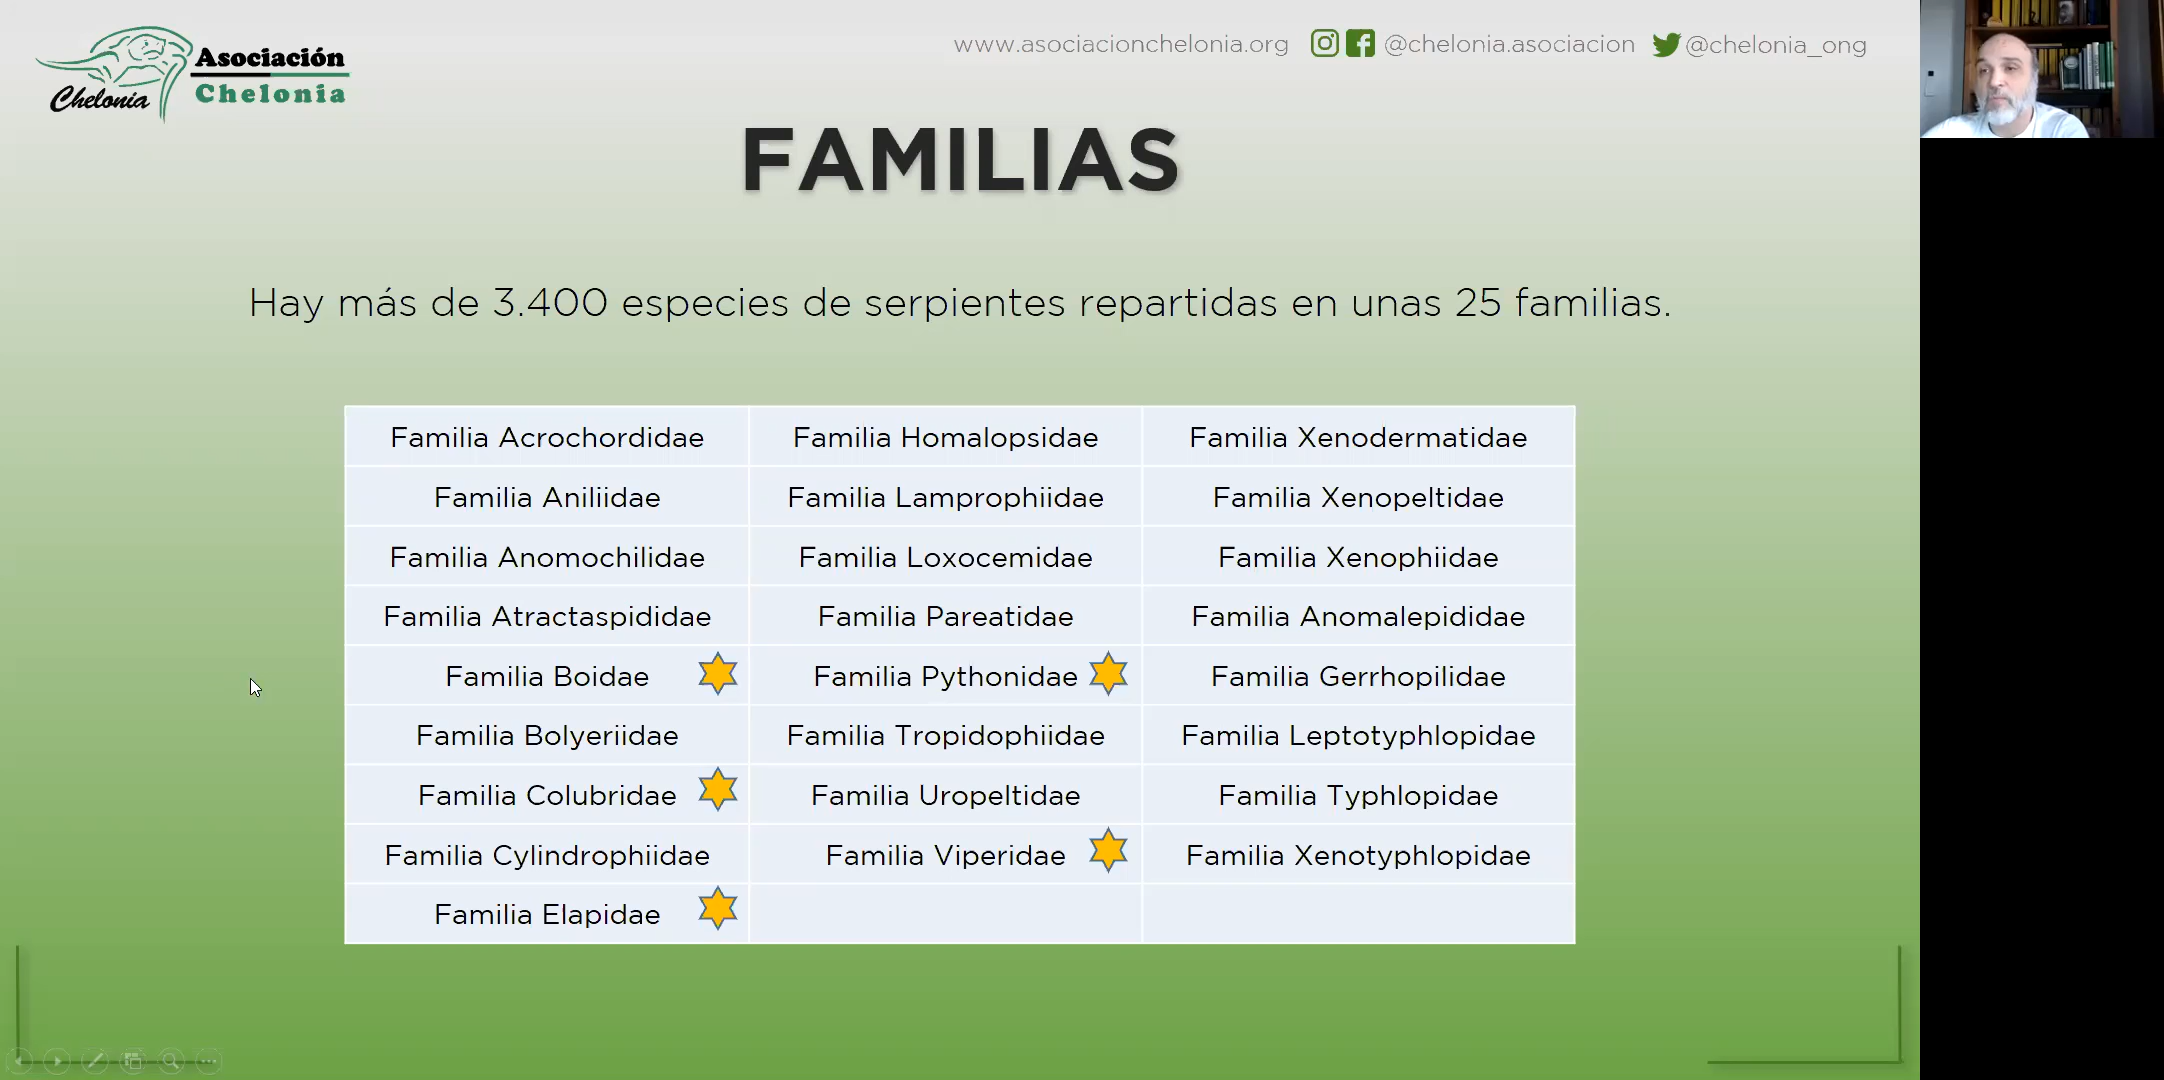 Chelonia
Asociación
Chelonia
www.asociacionchelonia.org @chelonia.asociacion @chelonia_ong
FAMILIAS
Hay más de 3.400 especies de serpientes repartidas en unas 25 familias.
Familia Acrochordidae Familia Homalopsidae Familia Xenodermatidae
Familia Aniliidae Familia Lamprophiidae Familia Xenopeltidae
Familia Anomochilidae Familia Loxocemidae Familia Xenophiidae
Familia Atractaspididae Familia Pareatidae Familia Anomalepididae
Familia Boidae Familia Pythonidae Familia Gerrhopilidae
Familia Bolyeriidae Familia Tropidophiidae Familia Leptotyphlopidae
Familia Colubridae Familia Uropeltidae Familia Typhlopidae
Familia Cylindrophiidae Familia Viperidae Familia Xenotyphlopidae
Familia Elapidae